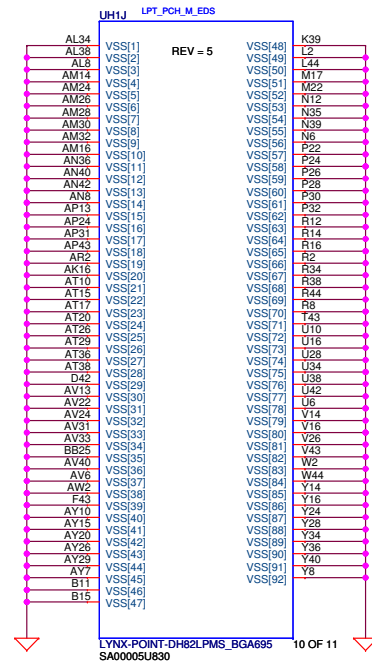 UH1J LPT_PCH_M_EDS
REV = 5
AL34 VSS[1] VSS[48] K39
AL38 VSS[2] VSS[49] L2
AL8 VSS[3] VSS[50] L44
AM14 VSS[4] VSS[51] M17
AM24 VSS[5] VSS[52] M22
AM26 VSS[6] VSS[53] N12
AM28 VSS[7] VSS[54] N35
AM30 VSS[8] VSS[55] N39
AM32 VSS[9] VSS[56] N6
AM16 VSS[10] VSS[57] P22
AN36 VSS[11] VSS[58] P24
AN40 VSS[12] VSS[59] P26
AN42 VSS[13] VSS[60] P28
AN8 VSS[14] VSS[61] P30
AP13 VSS[15] VSS[62] P32
AP24 VSS[16] VSS[63] R12
AP31 VSS[17] VSS[64] R14
AP43 VSS[18] VSS[65] R16
AR2 VSS[19] VSS[66] R2
AK16 VSS[20] VSS[67] R34
AT10 VSS[21] VSS[68] R38
AT15 VSS[22] VSS[69] R44
AT17 VSS[23] VSS[70] R8
AT20 VSS[24] VSS[71] T43
AT26 VSS[25] VSS[72] U10
AT29 VSS[26] VSS[73] U16
AT36 VSS[27] VSS[74] U28
AT38 VSS[28] VSS[75] U34
D42 VSS[29] VSS[76] U38
AV13 VSS[30] VSS[77] U42
AV22 VSS[31] VSS[78] U6
AV24 VSS[32] VSS[79] V14
AV31 VSS[33] VSS[80] V16
AV33 VSS[34] VSS[81] V26
BB25 VSS[35] VSS[82] V43
AV40 VSS[36] VSS[83] W2
AV6 VSS[37] VSS[84] W44
AW2 VSS[38] VSS[85] Y14
F43 VSS[39] VSS[86] Y16
AY10 VSS[40] VSS[87] Y24
AY15 VSS[41] VSS[88] Y28
AY20 VSS[42] VSS[89] Y34
AY26 VSS[43] VSS[90] Y36
AY29 VSS[44] VSS[91] Y40
AY7 VSS[45] VSS[92] Y8
B11 VSS[46]
B15 VSS[47]
LYNX-POINT-DH82LPMS_BGA695 10 OF 11
SA00005U830